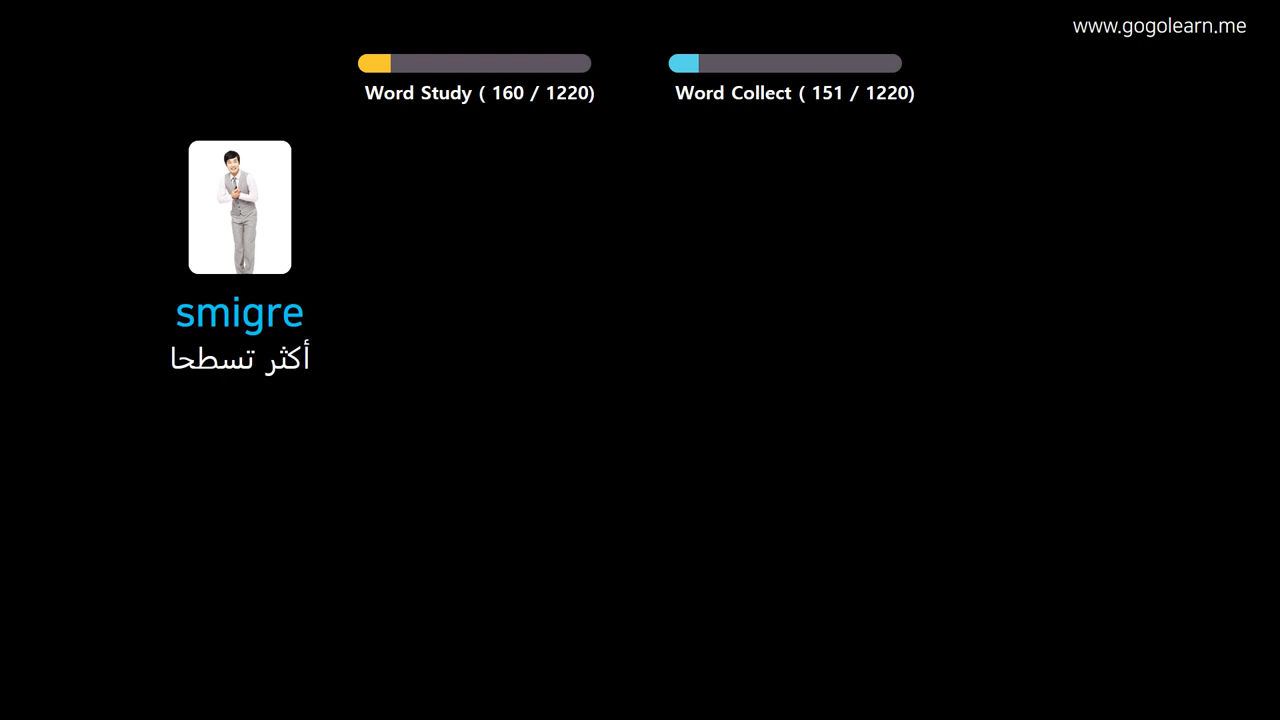 www.gogolearn.me
Word Study ( 160 / 1220)
Word Collect ( 151 / 1220)
smigre
أكثر تسطحا